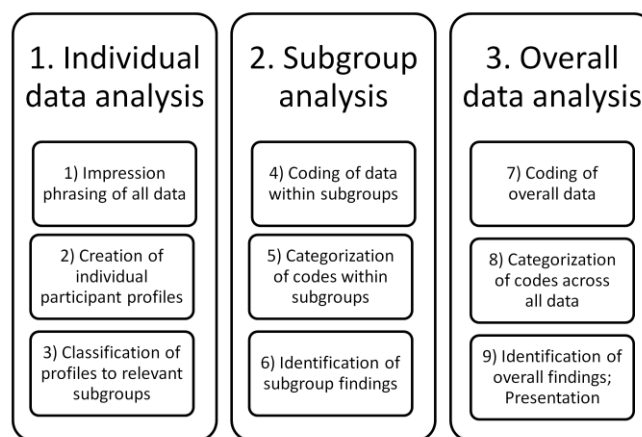 1. Individual
data analysis
1) Impression
phrasing of all data
2) Creation of
individual
participant profiles
3) Classification of
profiles to relevant
subgroups
2. Subgroup
analysis
4) Coding of data
within subgroups
5) Categorization
of codes within
subgroups
6) Identification of
subgroup findings
3. Overall
data analysis
7) Coding of
overall data
8) Categorization
of codes across
all data
9) Identification of
overall findings;
Presentation